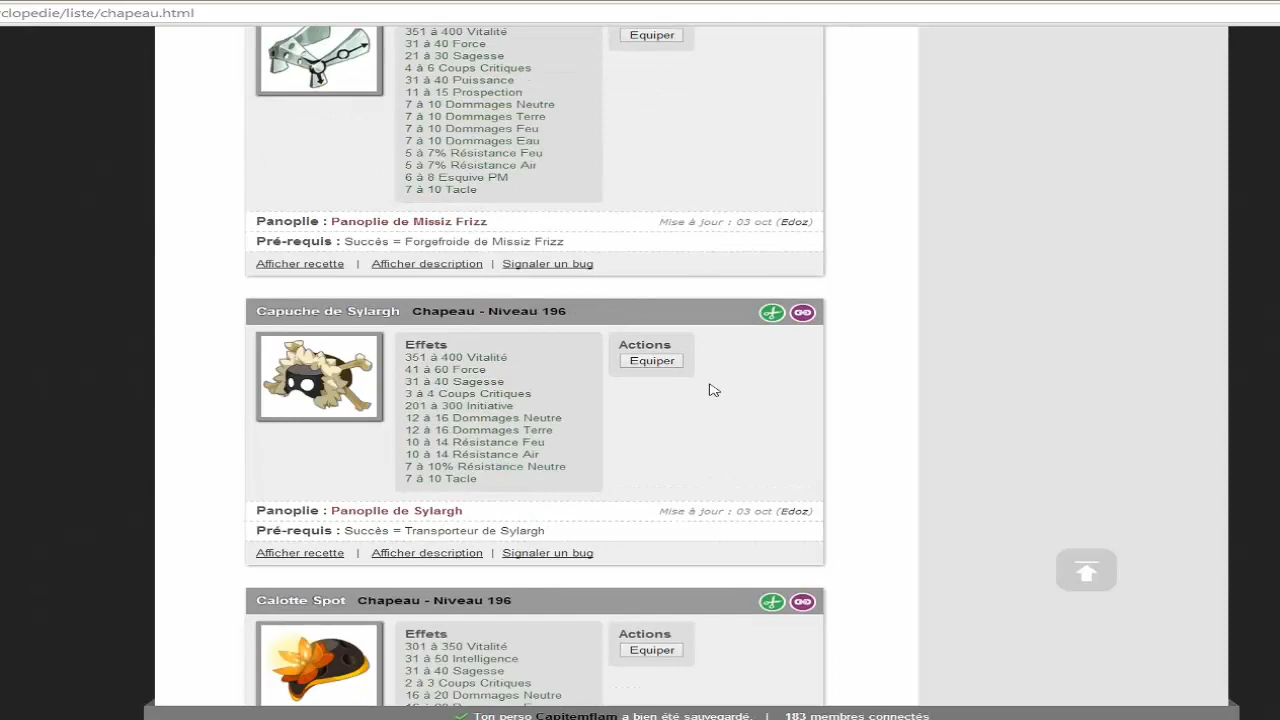 clopedie/liste/chapeau.html
351 à 400 Vitalité
31 à 40 Force
21 à 30 Sagesse
4 à 6 Coups Critiques
31 à 40 Puissance
11 à 15 Prospection
7 à 10 Dommages Neutre
7 à 10 Dommages Terre
7 à 10 Dommages Feu
7 à 10 Dommages Eau
5 à 7% Résistance Feu
5 à 7% Résistance Air
6 à 8 Esquive PM
7 à 10 Tacle
Equiper
Panoplie : Panoplie de Missiz Frizz Mise à jour : 03 oct (Edoz)
Pré-requis : Succès = Forgefroide de Missiz Frizz
Afficher recette | Afficher description | Signaler un bug
Capuche de Sylargh Chapeau - Niveau 196
Effets
351 à 400 Vitalité
41 à 60 Force
31 à 40 Sagesse
3 à 4 Coups Critiques
201 à 300 Initiative
12 à 16 Dommages Neutre
12 à 16 Dommages Terre
10 à 14 Résistance Feu
10 à 14 Résistance Air
7 à 10% Résistance Neutre
7 à 10 Tacle
Actions
Equiper
Panoplie : Panoplie de Sylargh Mise à jour : 03 oct (Edoz)
Pré-requis : Succès = Transporteur de Sylargh
Afficher recette | Afficher description | Signaler un bug
Calotte Spot Chapeau - Niveau 196
Effets
301 à 350 Vitalité
31 à 50 Intelligence
31 à 40 Sagesse
2 à 3 Coups Critiques
16 à 20 Dommages Neutre
Actions
Equiper
Ton perso Capitemflam a bien été sauvegardé. | 183 membres connectés